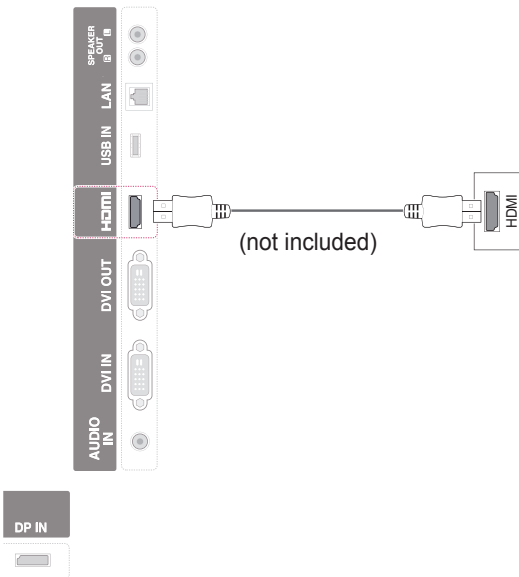 SPEAKER
OUT
R L
LAN
USB IN
HDMI
HDMI
(not included)
DVI OUT
DVI IN
AUDIO
IN
DP IN